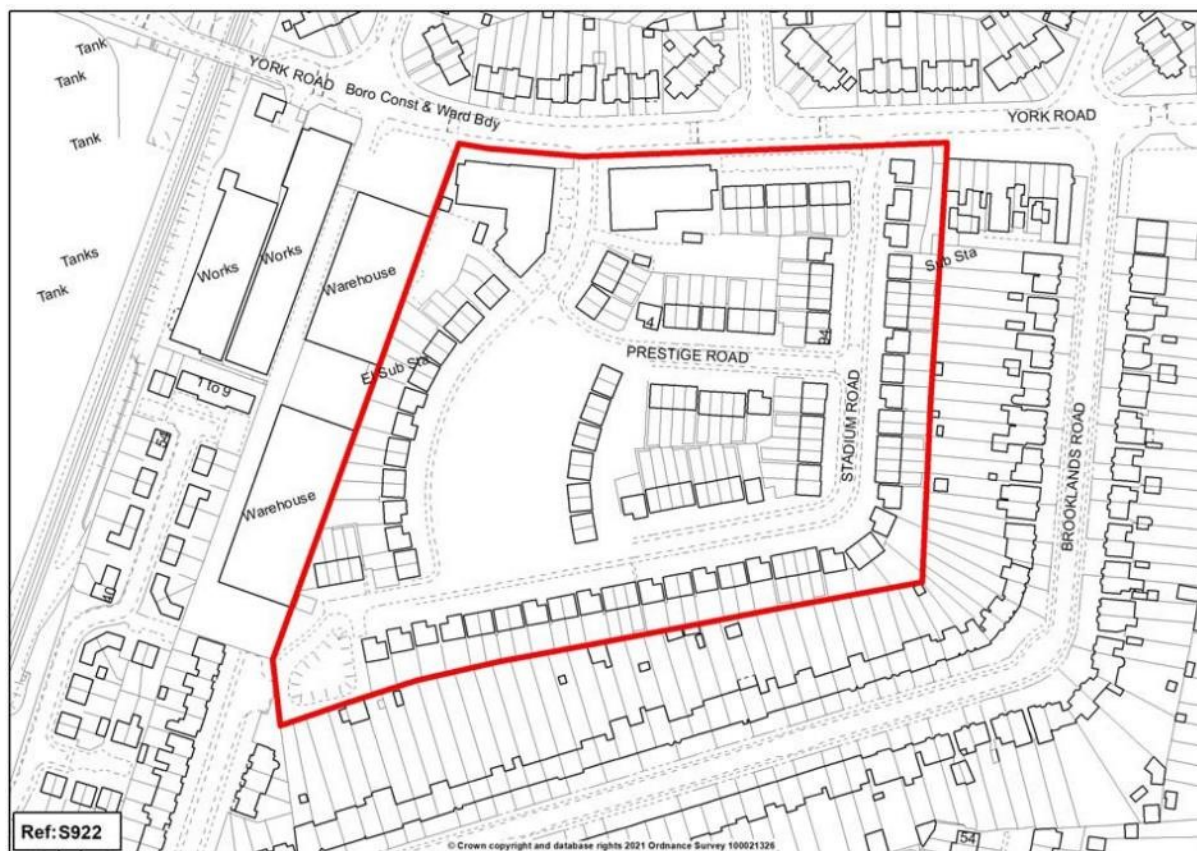 Tank
Tank
YORK ROAD
Boro Const & Ward Bdy
YORK ROAD
Tank
Tanks
Tank
Works
Works
Warehouse
Sub Sta
El Sub Sta
4
94
PRESTIGE ROAD
1 to 9
STADIUM ROAD
54
Warehouse
BROOKLANDS ROAD
40
Ref: S922
54
© Crown copyright and database rights 2021 Ordnance Survey 100021326